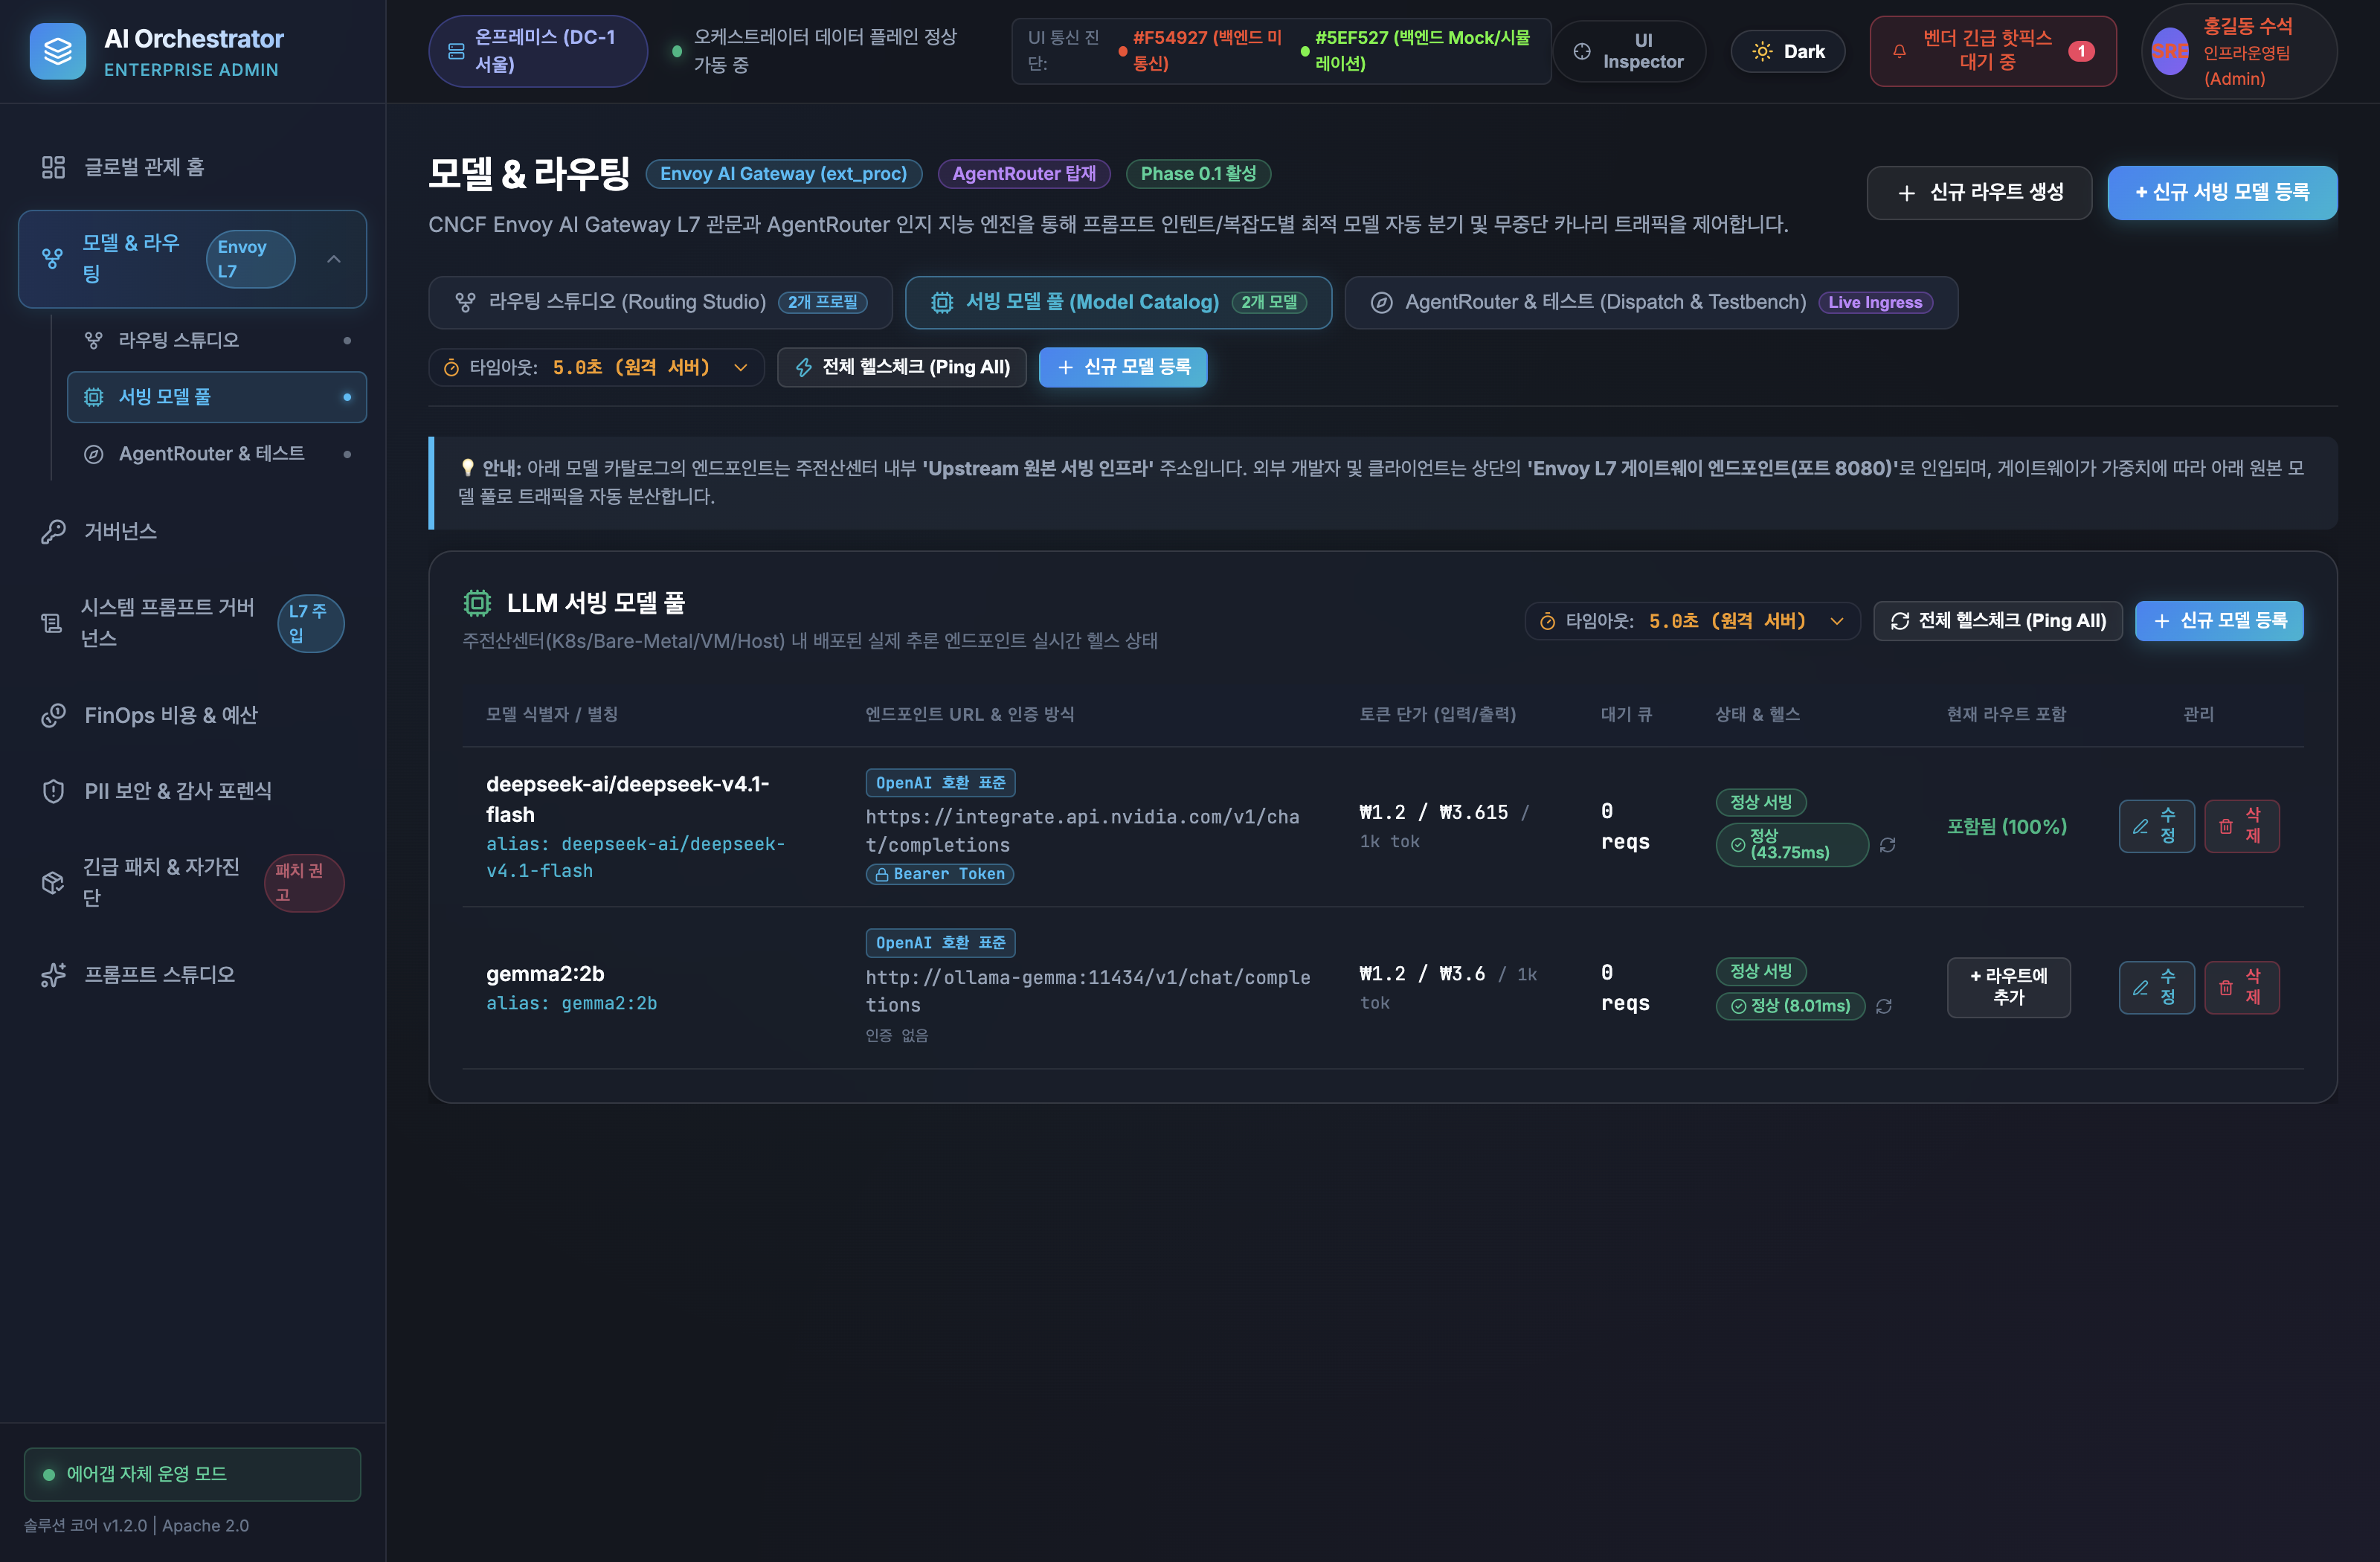 AI Orchestrator
ENTERPRISE ADMIN
온프레미스 (DC-1
서울)
오케스트레이터 데이터 플레인 정상
가동 중
UI 통신 진
단:
#F54927 (백엔드 미
통신)
#5EF527 (백엔드 Mock/시뮬
레이션)
UI
Inspector
Dark
벤더 긴급 핫픽스
대기 중
1
SRE
홍길동 수석
인프라운영팀
(Admin)
글로벌 관제 홈
모델 & 라우
팅
Envoy
L7
라우팅 스튜디오
서빙 모델 풀
AgentRouter & 테스트
거버넌스
시스템 프롬프트 거버
넌스
L7 주
입
FinOps 비용 & 예산
PII 보안 & 감사 포렌식
긴급 패치 & 자가진
단
패치 권
고
프롬프트 스튜디오
에어갭 자체 운영 모드
솔루션 코어 v1.2.0 | Apache 2.0
모델 & 라우팅
Envoy AI Gateway (ext_proc)
AgentRouter 탑재
Phase 0.1 활성
CNCF Envoy AI Gateway L7 관문과 AgentRouter 인지 지능 엔진을 통해 프롬프트 인텐트/복잡도별 최적 모델 자동 분기 및 무중단 카나리 트래픽을 제어합니다.
+ 신규 라우트 생성
+ 신규 서빙 모델 등록
라우팅 스튜디오 (Routing Studio) 2개 프로필
서빙 모델 풀 (Model Catalog) 2개 모델
AgentRouter & 테스트 (Dispatch & Testbench) Live Ingress
타임아웃: 5.0초 (원격 서버)
전체 헬스체크 (Ping All)
+ 신규 모델 등록
💡 안내: 아래 모델 카탈로그의 엔드포인트는 주전산센터 내부 'Upstream 원본 서빙 인프라' 주소입니다. 외부 개발자 및 클라이언트는 상단의 'Envoy L7 게이트웨이 엔드포인트(포트 8080)'로 인입되며, 게이트웨이가 가중치에 따라 아래 원본 모
델 풀로 트래픽을 자동 분산합니다.
LLM 서빙 모델 풀
주전산센터(K8s/Bare-Metal/VM/Host) 내 배포된 실제 추론 엔드포인트 실시간 헬스 상태
타임아웃: 5.0초 (원격 서버)
전체 헬스체크 (Ping All)
+ 신규 모델 등록
모델 식별자 / 별칭
엔드포인트 URL & 인증 방식
토큰 단가 (입력/출력)
대기 큐
상태 & 헬스
현재 라우트 포함
관리
deepseek-ai/deepseek-v4.1-
flash
alias: deepseek-ai/deepseek-
v4.1-flash
OpenAI 호환 표준
https://integrate.api.nvidia.com/v1/cha
t/completions
Bearer Token
₩1.2 / ₩3.615 /
1k tok
0
reqs
정상 서빙
정상
(43.75ms)
포함됨 (100%)
수
정
삭
제
gemma2:2b
alias: gemma2:2b
OpenAI 호환 표준
http://ollama-gemma:11434/v1/chat/comple
tions
인증 없음
₩1.2 / ₩3.6 / 1k
tok
0
reqs
정상 서빙
정상 (8.01ms)
+ 라우트에
추가
수
정
삭
제